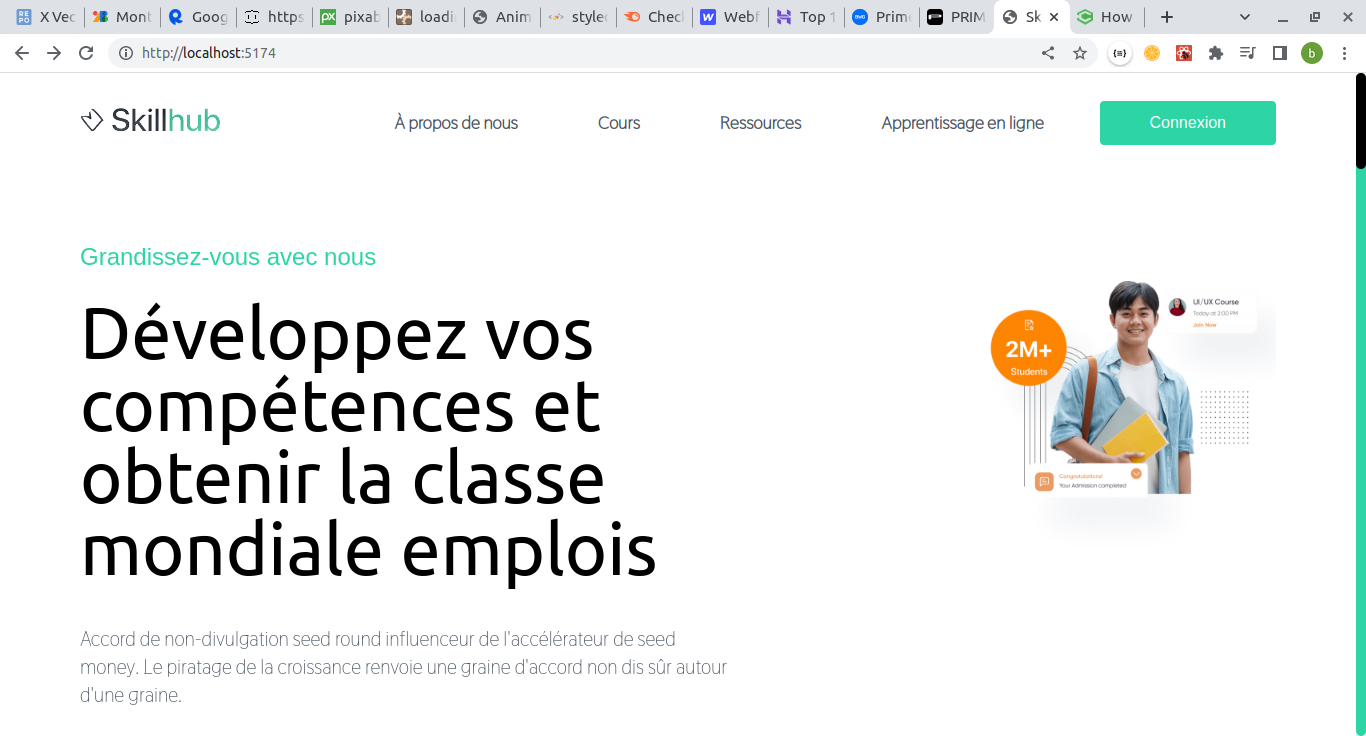 X Vec Mont Goog https pixab loadi Anim style Check Webf Top 1 Prime PRIM Sk How
http://localhost:5174
b
Skillhub À propos de nous Cours Ressources Apprentissage en ligne Connexion
Grandissez-vous avec nous
Développez vos
compétences et
obtenir la classe
mondiale emplois
UI/UX Course
Today at 2:00 PM
Join Now
2M+
Students
Congratulations!
Your Admission completed
Accord de non-divulgation seed round influenceur de l'accélérateur de seed
money. Le piratage de la croissance renvoie une graine d'accord non dis sûr autour
d'une graine.